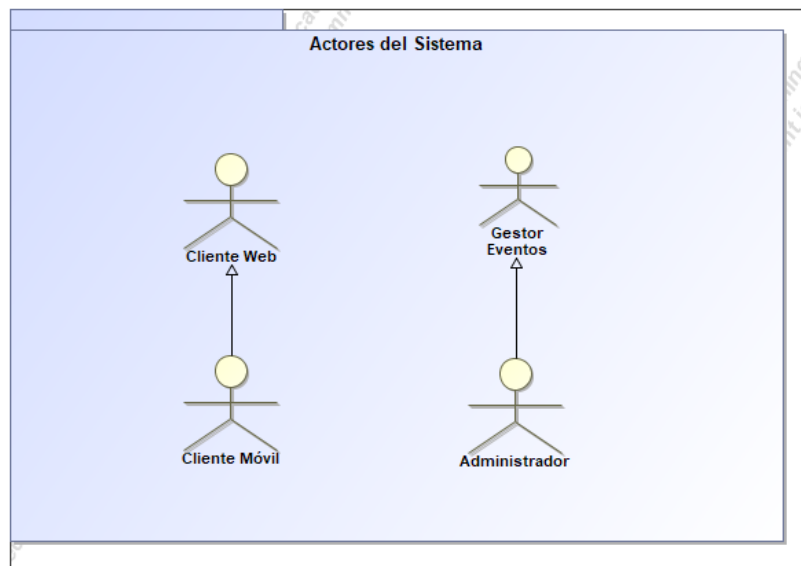 Actores del Sistema
Cliente Web
Gestor
Eventos
Cliente Móvil
Administrador